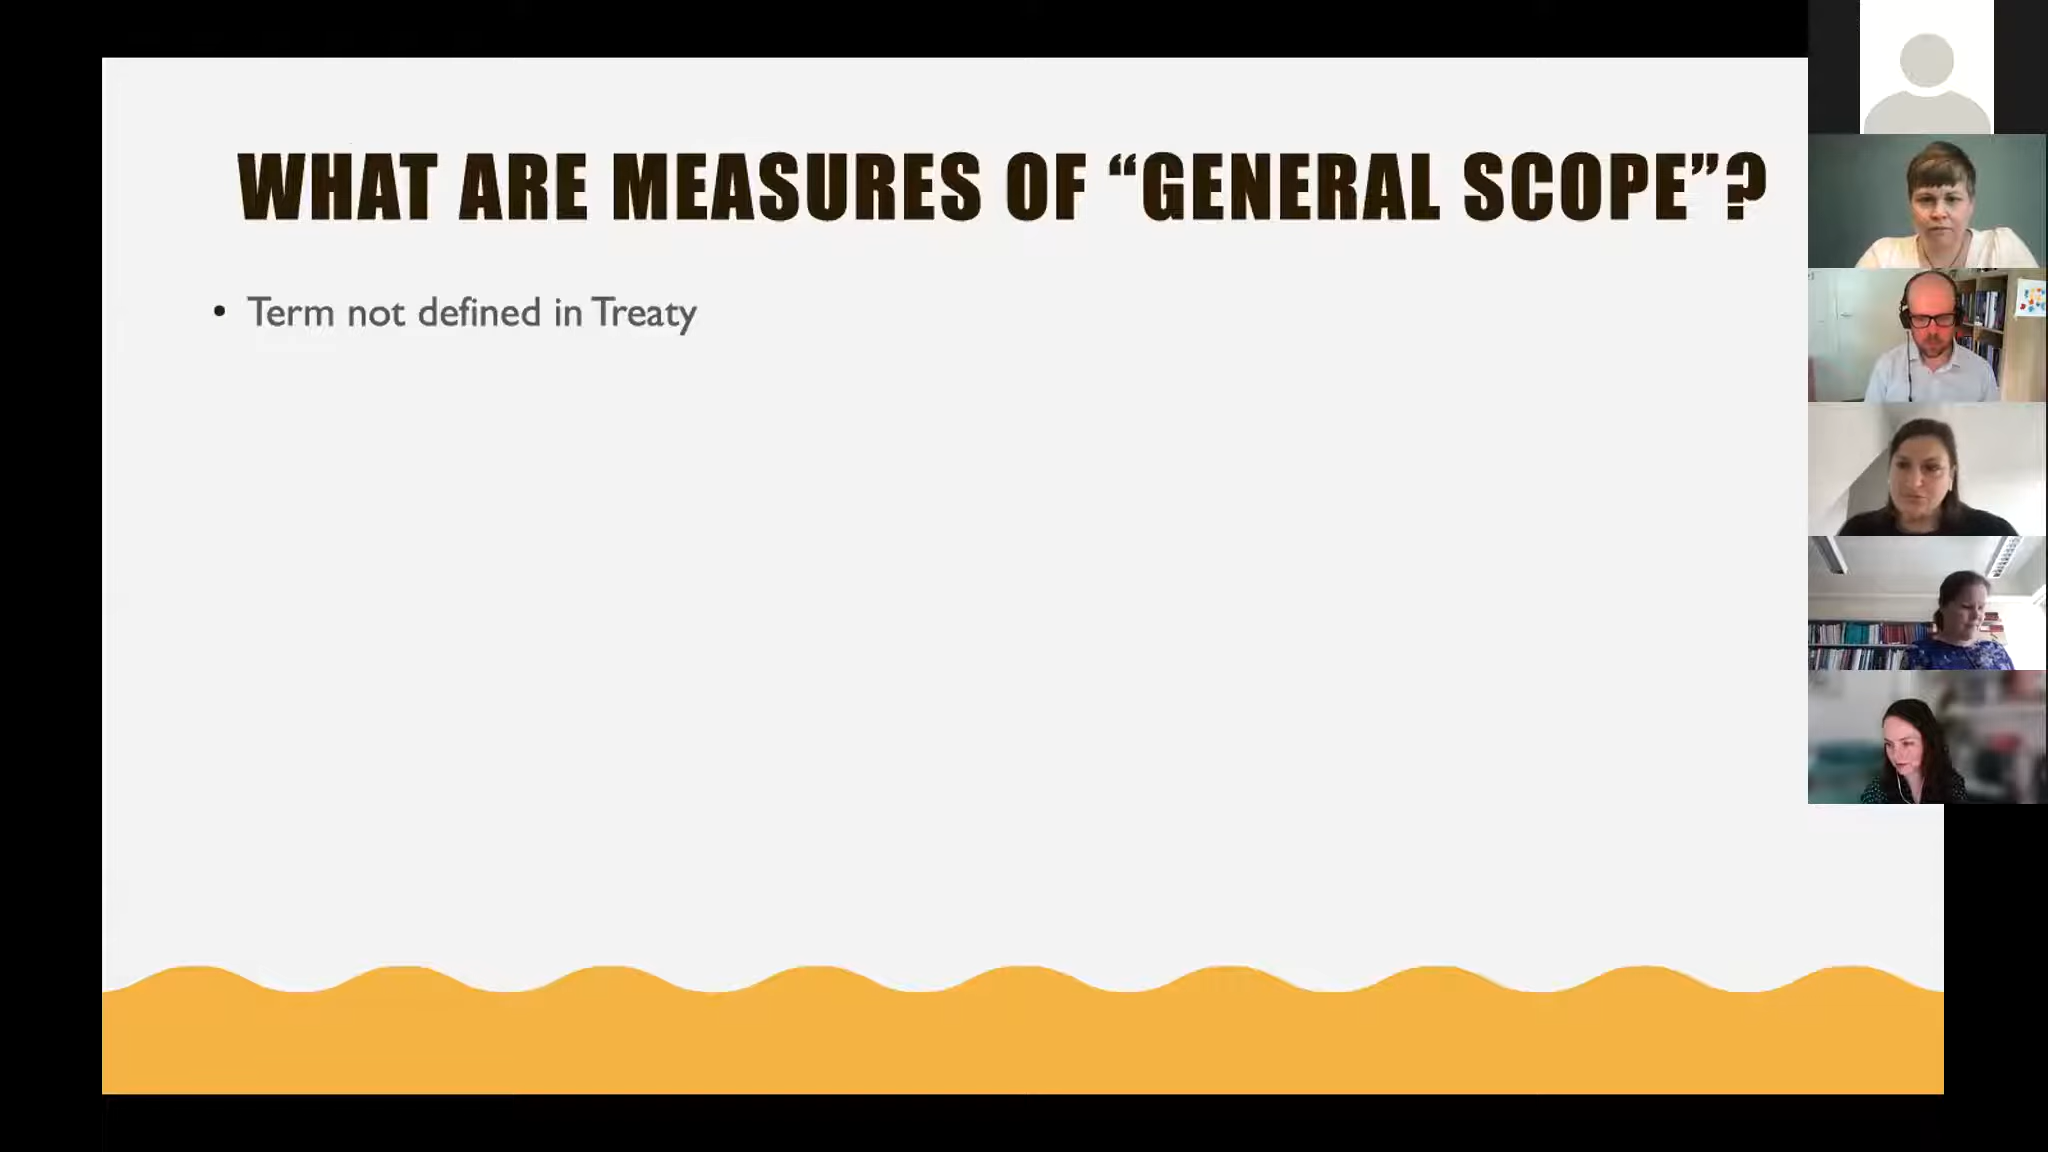 WHAT ARE MEASURES OF “GENERAL SCOPE”?
• Term not defined in Treaty